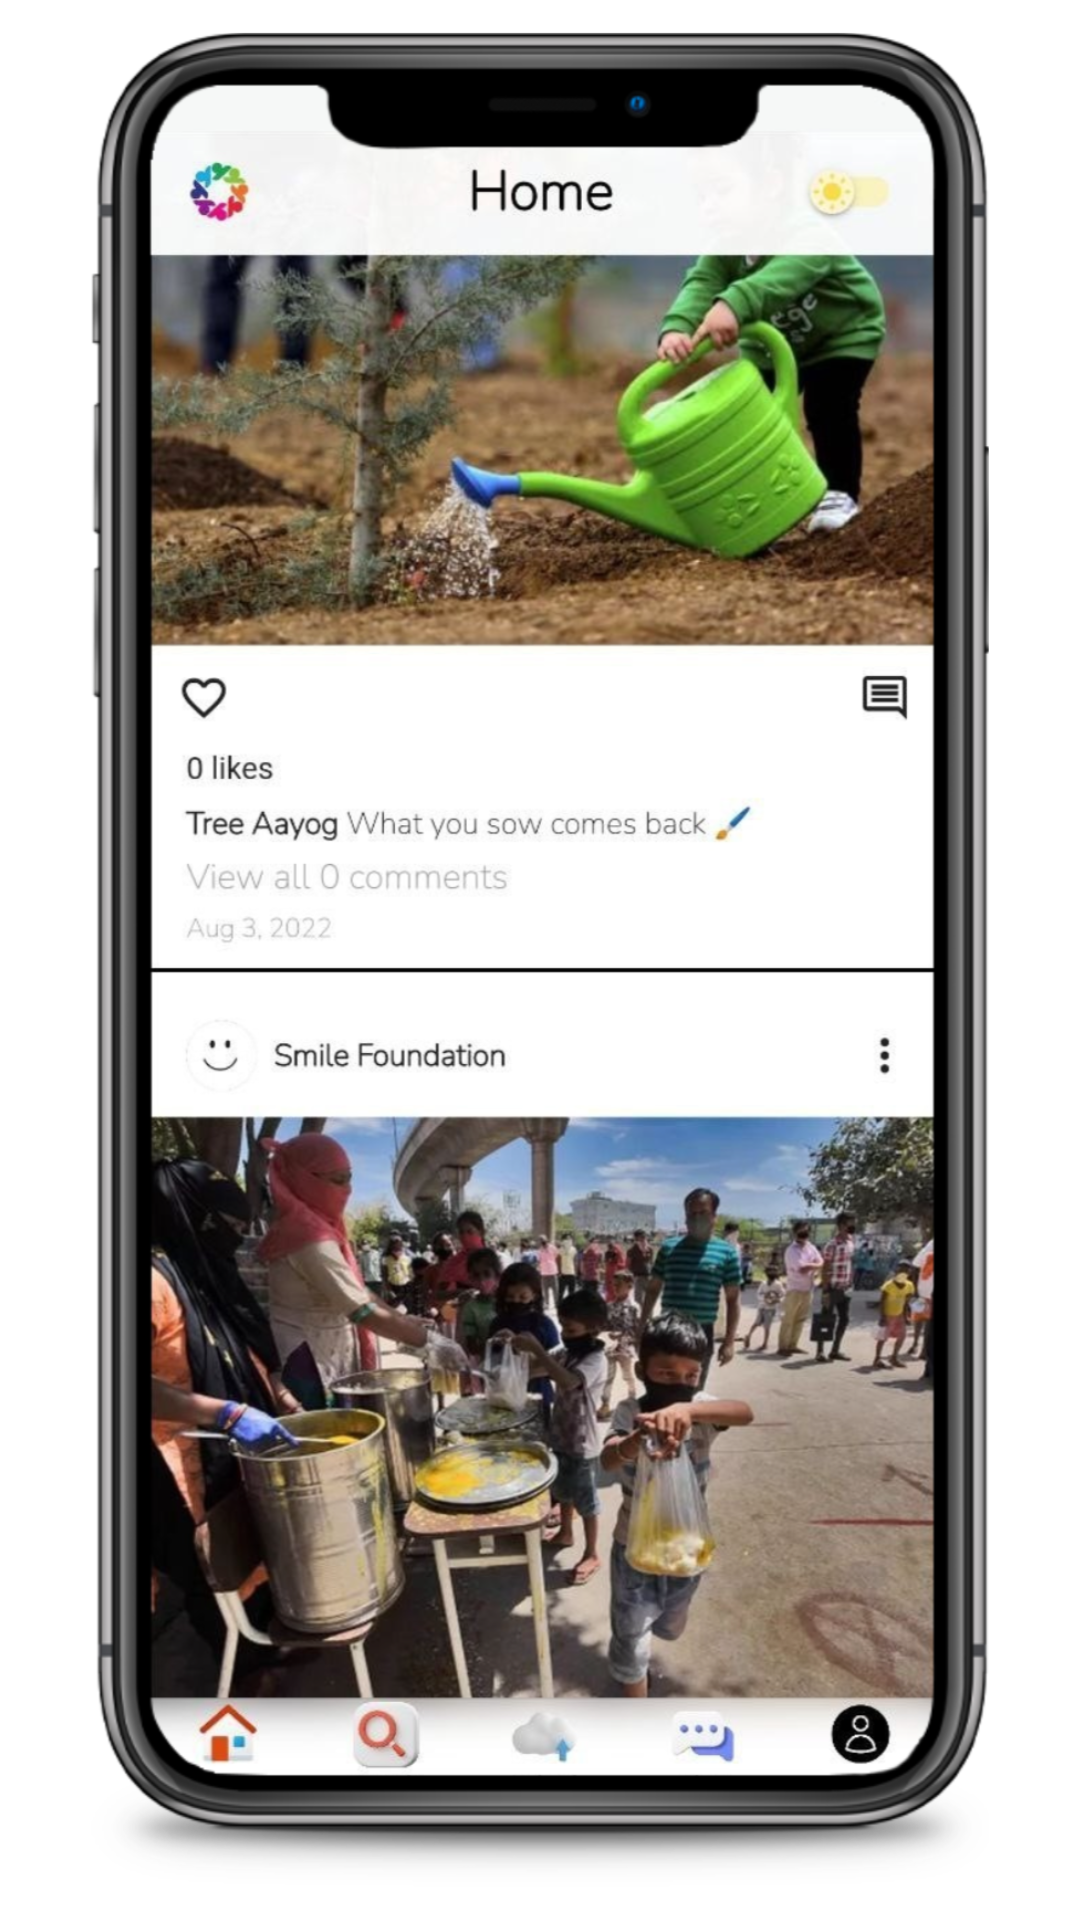 Home
0 likes
Tree Aayog What you sow comes back 🖌️
View all 0 comments
Aug 3, 2022
Smile Foundation